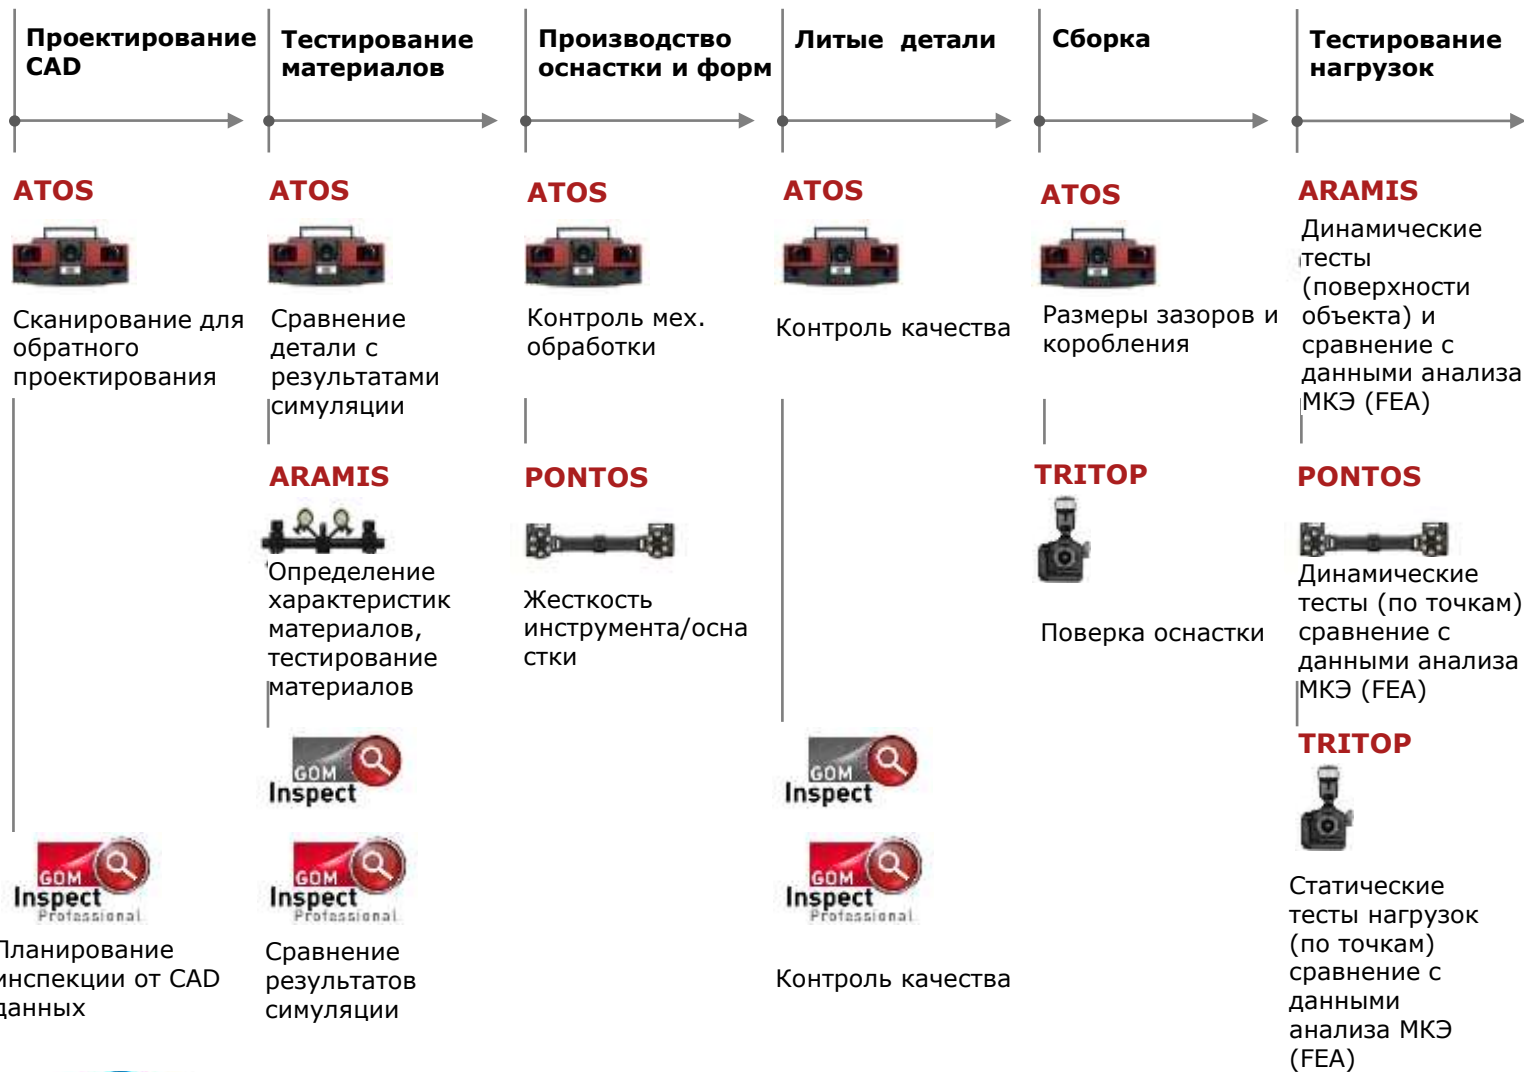 Проектирование
CAD
Тестирование
материалов
Производство
оснастки и форм
Литые детали
Сборка
Тестирование
нагрузок
ATOS
Сканирование для
обратного
проектирования
GOM
Inspect
Professional
Планирование
инспекции от CAD
данных
ATOS
Сравнение
детали с
результатами
симуляции
ARAMIS
Определение
характеристик
материалов,
тестирование
материалов
GOM
Inspect
GOM
Inspect
Professional
Сравнение
результатов
симуляции
ATOS
Контроль мех.
обработки
PONTOS
Жесткость
инструмента/осна
стки
ATOS
Контроль качества
GOM
Inspect
GOM
Inspect
Professional
Контроль качества
ATOS
Размеры зазоров и
коробления
TRITOP
Поверка оснастки
ARAMIS
Динамические
тесты
(поверхности
объекта) и
сравнение с
данными анализа
МКЭ (FEA)
PONTOS
Динамические
тесты (по точкам)
сравнение с
данными анализа
МКЭ (FEA)
TRITOP
Статические
тесты нагрузок
(по точкам)
сравнение с
данными
анализа МКЭ
(FEA)